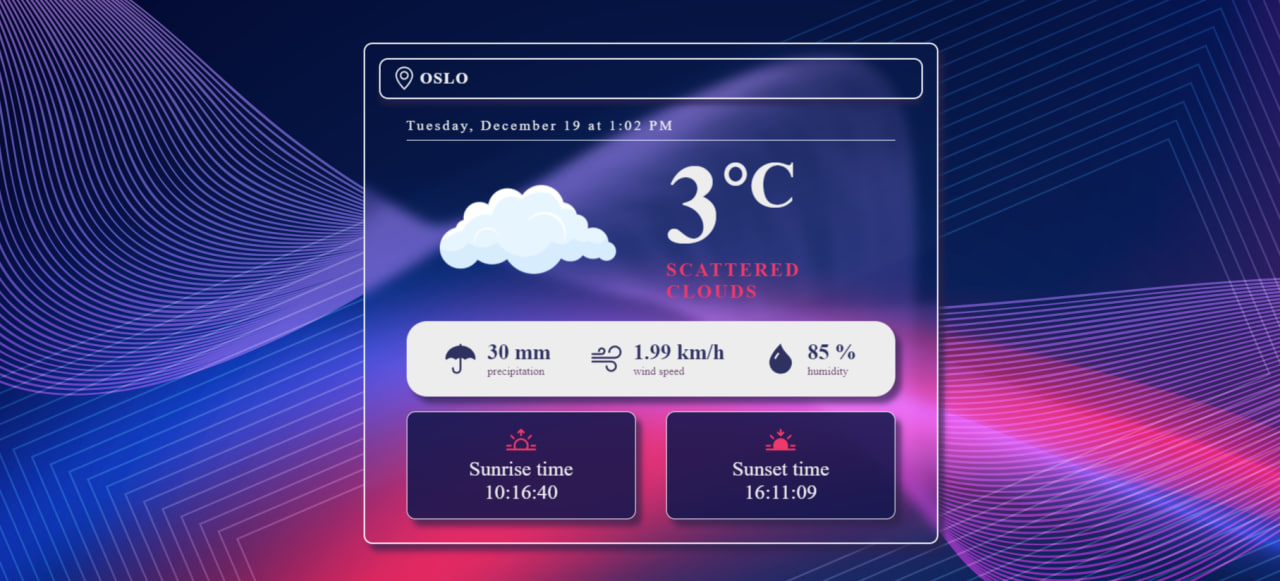 OSLO
Tuesday, December 19 at 1:02 PM
3°C
SCATTERED
CLOUDS
30 mm
precipitation
1.99 km/h
wind speed
85 %
humidity
Sunrise time
10:16:40
Sunset time
16:11:09